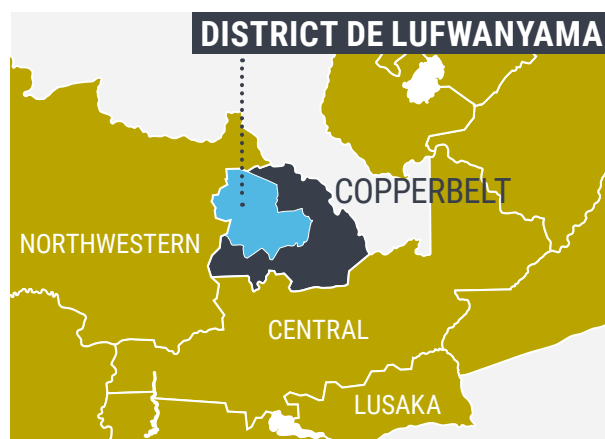 DISTRICT DE LUFWANYAMA
COPPERBELT
NORTHWESTERN
CENTRAL
LUSAKA